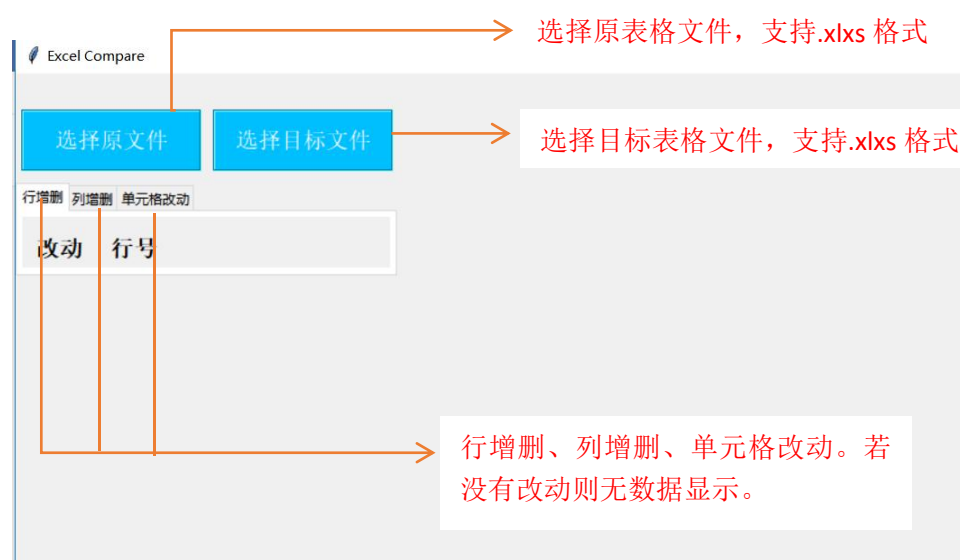 选择原表格文件，支持.xlxs 格式
Excel Compare
选择原文件
选择目标文件
选择目标表格文件，支持.xlxs 格式
行增删
列增删
单元格改动
改动 行号
行增删、列增删、单元格改动。若
没有改动则无数据显示。